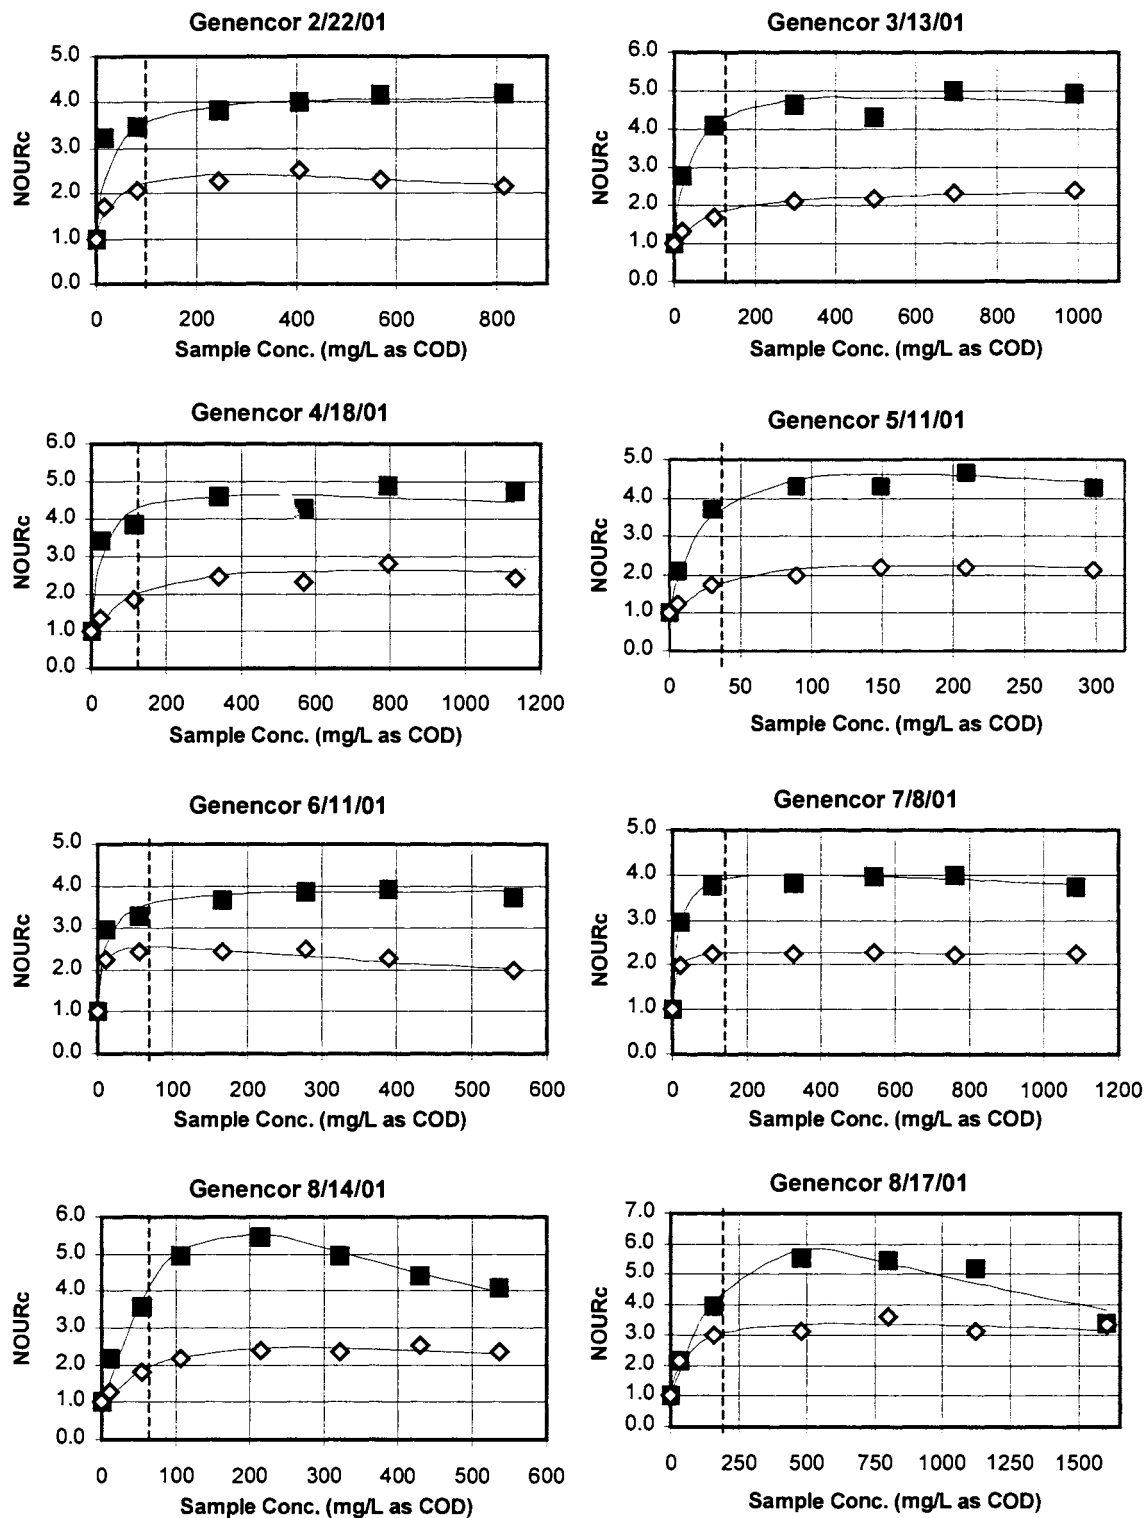 Genencor 2/22/01
5.0
4.0
3.0
2.0
1.0
0.0
NOURc
0 200 400 600 800
Sample Conc. (mg/L as COD)
Genencor 3/13/01
6.0
5.0
4.0
3.0
2.0
1.0
0.0
NOURc
0 200 400 600 800 1000
Sample Conc. (mg/L as COD)
Genencor 4/18/01
6.0
5.0
4.0
3.0
2.0
1.0
0.0
NOURc
0 200 400 600 800 1000 1200
Sample Conc. (mg/L as COD)
Genencor 5/11/01
5.0
4.0
3.0
2.0
1.0
0.0
NOURc
0 50 100 150 200 250 300
Sample Conc. (mg/L as COD)
Genencor 6/11/01
5.0
4.0
3.0
2.0
1.0
0.0
NOURc
0 100 200 300 400 500 600
Sample Conc. (mg/L as COD)
Genencor 7/8/01
5.0
4.0
3.0
2.0
1.0
0.0
NOURc
0 200 400 600 800 1000 1200
Sample Conc. (mg/L as COD)
Genencor 8/14/01
6.0
5.0
4.0
3.0
2.0
1.0
0.0
NOURc
0 100 200 300 400 500 600
Sample Conc. (mg/L as COD)
Genencor 8/17/01
7.0
6.0
5.0
4.0
3.0
2.0
1.0
0.0
NOURc
0 250 500 750 1000 1250 1500
Sample Conc. (mg/L as COD)